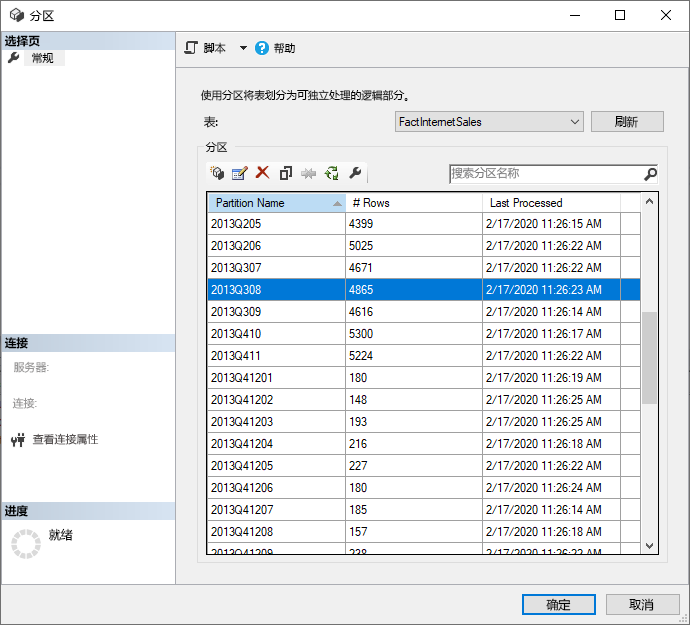 分区
选择页
常规
脚本 帮助
使用分区将表划分为可独立处理的逻辑部分。
表: FactInternetSales 刷新
分区
搜索分区名称
Partition Name # Rows Last Processed
2013Q205 4399 2/17/2020 11:26:15 AM
2013Q206 5025 2/17/2020 11:26:22 AM
2013Q307 4671 2/17/2020 11:26:22 AM
2013Q308 4865 2/17/2020 11:26:23 AM
2013Q309 4616 2/17/2020 11:26:14 AM
2013Q410 5300 2/17/2020 11:26:17 AM
2013Q411 5224 2/17/2020 11:26:22 AM
2013Q41201 180 2/17/2020 11:26:19 AM
2013Q41202 148 2/17/2020 11:26:25 AM
2013Q41203 193 2/17/2020 11:26:25 AM
2013Q41204 216 2/17/2020 11:26:18 AM
2013Q41205 227 2/17/2020 11:26:22 AM
2013Q41206 180 2/17/2020 11:26:24 AM
2013Q41207 185 2/17/2020 11:26:14 AM
2013Q41208 157 2/17/2020 11:26:18 AM
2013Q41209 238 2/17/2020 11:26:22 AM
连接
服务器:
连接:
查看连接属性
进度
就绪
确定 取消